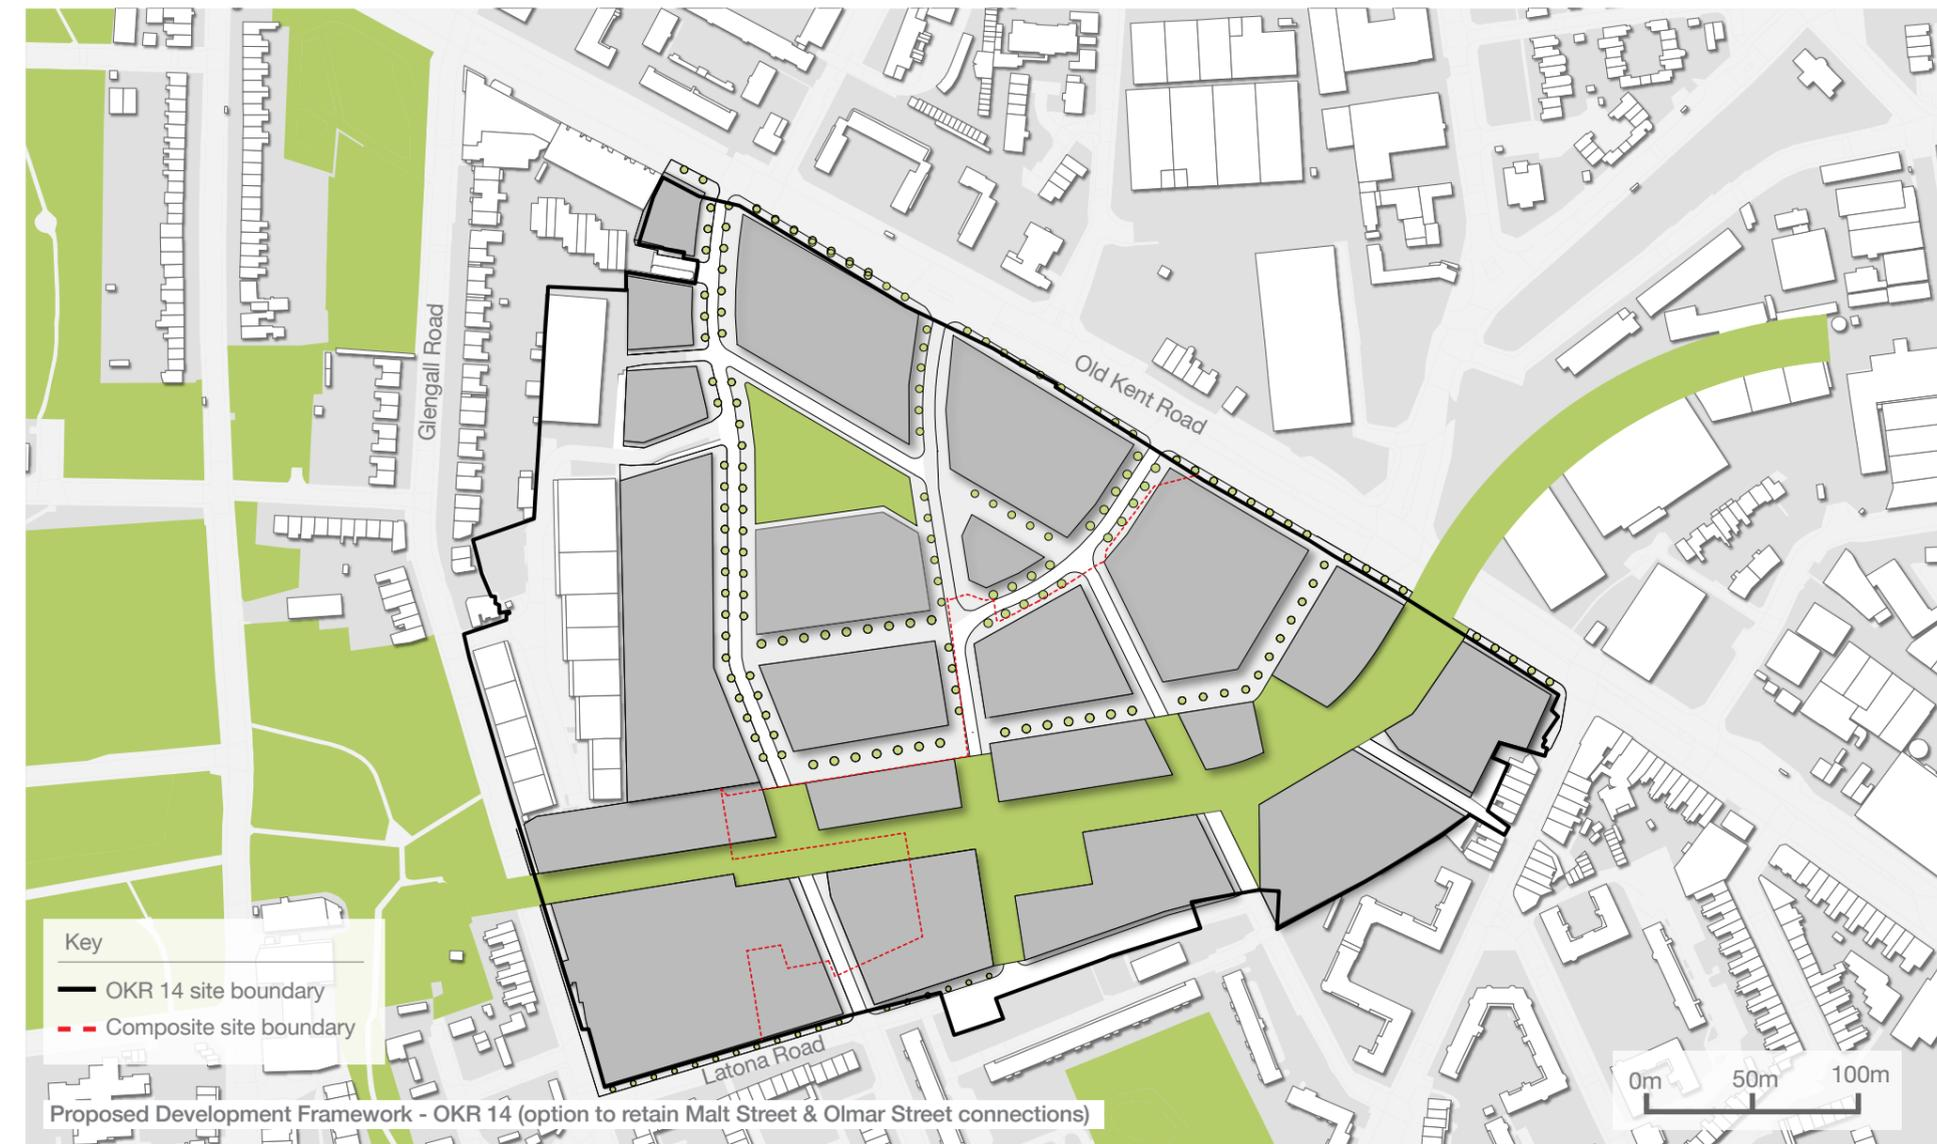 Glengall Road
Old Kent Road
Latona Road
Key
OKR 14 site boundary
Composite site boundary
0m 50m 100m
Proposed Development Framework - OKR 14 (option to retain Malt Street & Olmar Street connections)